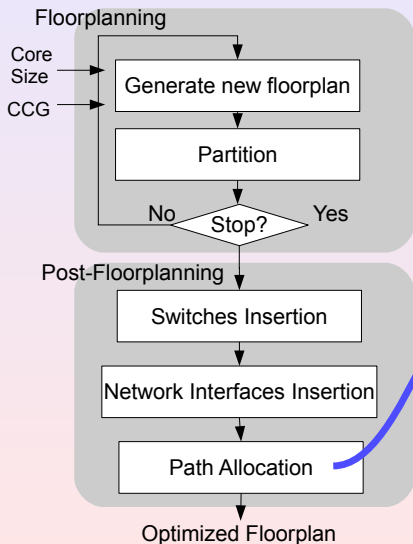 Floorplanning
Core
Size
CCG
Generate new floorplan
Partition
No
Yes
Stop?
Post-Floorplanning
Switches Insertion
Network Interfaces Insertion
Path Allocation
Optimized Floorplan